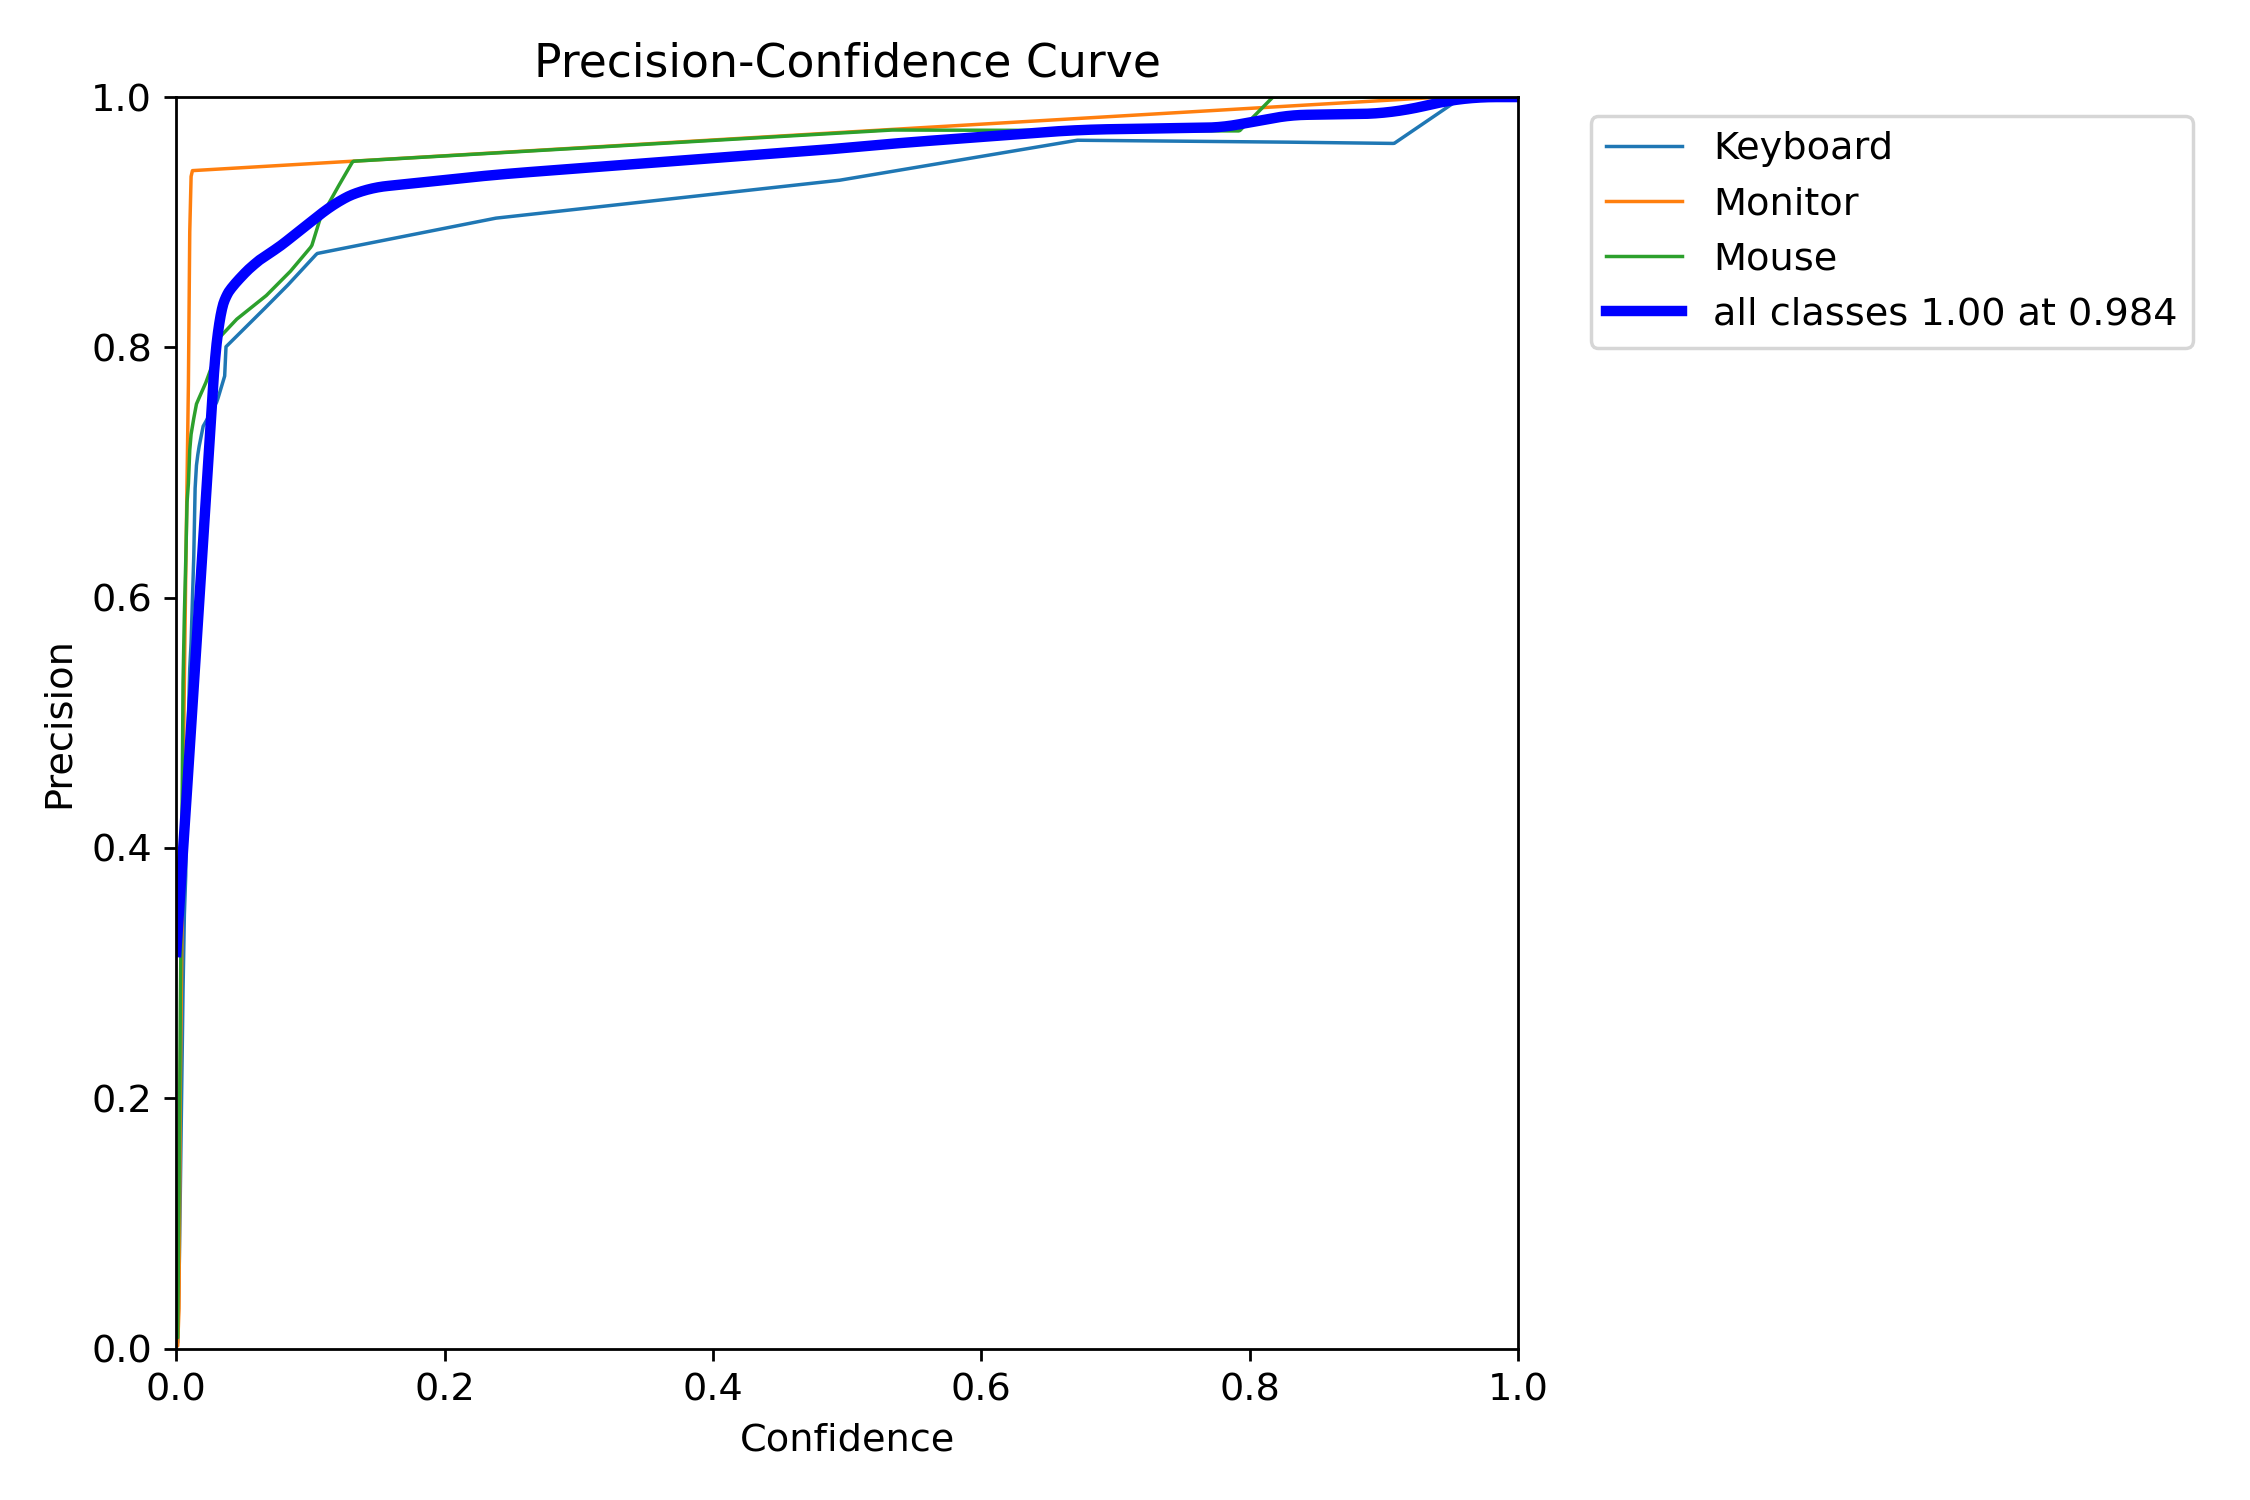 Precision-Confidence Curve
1.0
0.8
0.6
0.4
0.2
0.0
Precision
0.0 0.2 0.4 0.6 0.8 1.0
Confidence
Keyboard
Monitor
Mouse
all classes 1.00 at 0.984